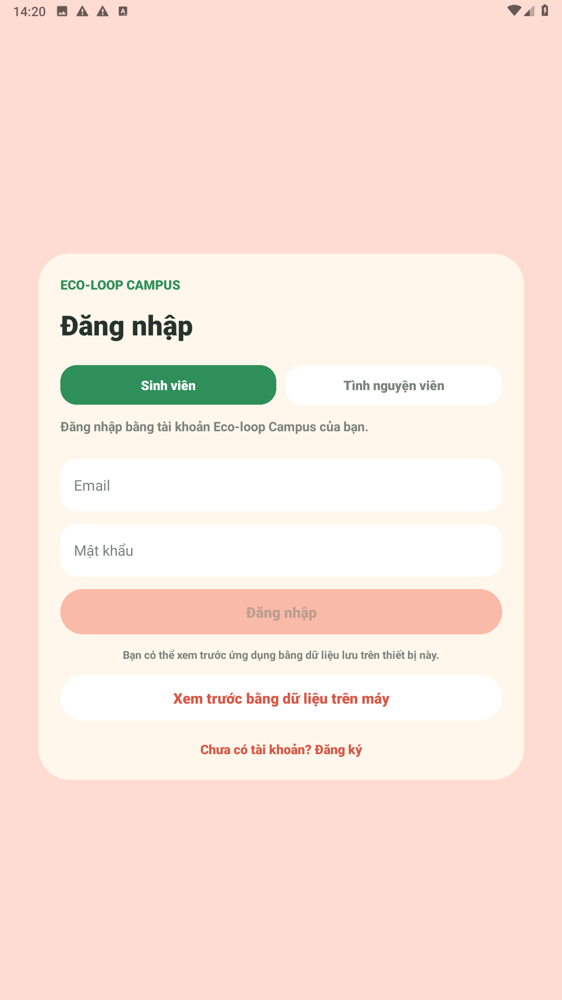 14:20
ECO-LOOP CAMPUS
Đăng nhập
Sinh viên
Tình nguyện viên
Đăng nhập bằng tài khoản Eco-loop Campus của bạn.
Email
Mật khẩu
Đăng nhập
Bạn có thể xem trước ứng dụng bằng dữ liệu lưu trên thiết bị này.
Xem trước bằng dữ liệu trên máy
Chưa có tài khoản? Đăng ký